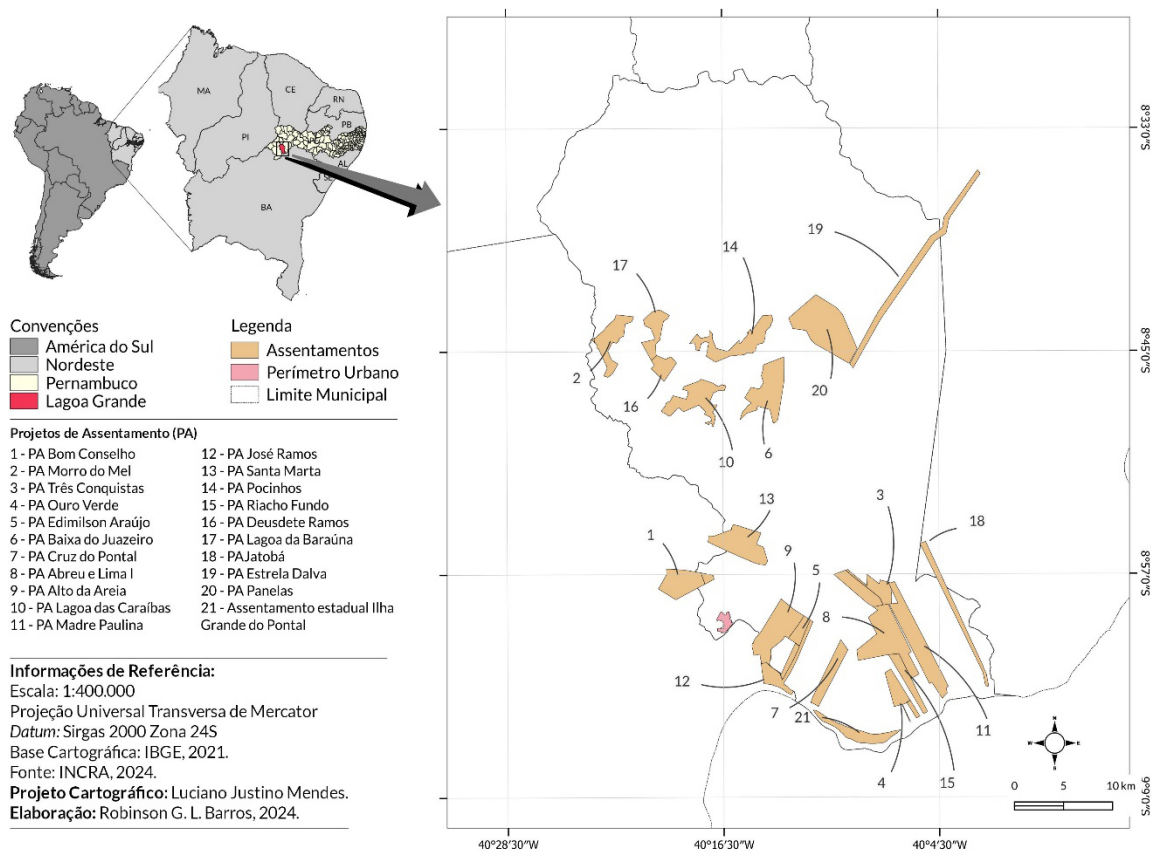 MA
CE
RN
PB
PI
AL
SE
BA
Convenções
América do Sul
Nordeste
Pernambuco
Lagoa Grande
Legenda
Assentamentos
Perímetro Urbano
Limite Municipal
Projetos de Assentamento (PA)
1 - PA Bom Conselho
2 - PA Morro do Mel
3 - PA Três Conquistas
4 - PA Ouro Verde
5 - PA Edimilson Araújo
6 - PA Baixa do Juazeiro
7 - PA Cruz do Pontal
8 - PA Abreu e Lima I
9 - PA Alto da Areia
10 - PA Lagoa das Caraíbas
11 - PA Madre Paulina
12 - PA José Ramos
13 - PA Santa Marta
14 - PA Pocinhos
15 - PA Riacho Fundo
16 - PA Deusdete Ramos
17 - PA Lagoa da Baraúna
18 - PAJatobá
19 - PA Estrela Dalva
20 - PA Panelas
21 - Assentamento estadual Ilha
Grande do Pontal
Informações de Referência:
Escala: 1:400.000
Projeção Universal Transversa de Mercator
Datum: Sirgas 2000 Zona 24S
Base Cartográfica: IBGE, 2021.
Fonte: INCRA, 2024.
Projeto Cartográfico: Luciano Justino Mendes.
Elaboração: Robinson G. L. Barros, 2024.
19
14
17
2
16
20
10
6
13
3
18
1
9
5
8
12
7
21
11
4
15
N
W
E
S
0 5 10 km
8°33'0"S
8°45'0"S
8°57'0"S
9°9'0"S
40°28'30"W
40°16'30"W
40°4'30"W